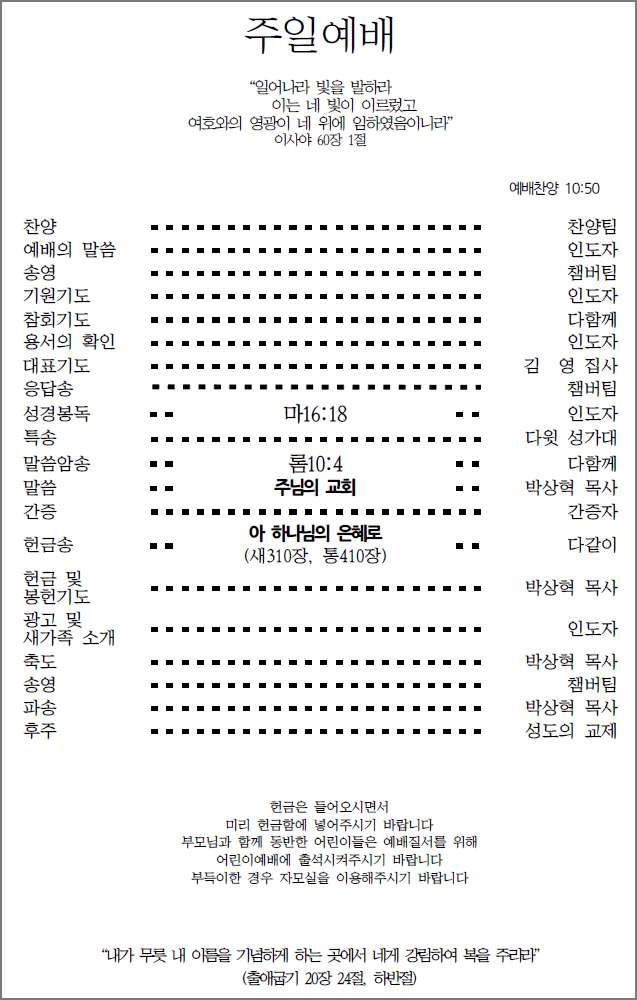 주일예배
“일어나라 빛을 발하라
이는 네 빛이 이르렀고
여호와의 영광이 네 위에 임하였음이니라”
이사야 60장 1절
예배찬양 10:50
찬양 찬양팀
예배의 말씀 인도자
송영 챔버팀
기원기도 인도자
참회기도 다함께
용서의 확인 인도자
대표기도 김 영 집사
응답송 챔버팀
성경봉독 마16:18 인도자
특송 다윗 성가대
말씀암송 롬10:4 다함께
말씀 주님의 교회 박상혁 목사
간증 간증자
헌금송 아 하나님의 은혜로 다같이
(새310장, 통410장)
헌금 및
봉헌기도 박상혁 목사
광고 및
새가족 소개 인도자
축도 박상혁 목사
송영 챔버팀
파송 박상혁 목사
후주 성도의 교제
헌금은 들어오시면서
미리 헌금함에 넣어주시기 바랍니다
부모님과 함께 동반한 어린이들은 예배질서를 위해
어린이예배에 출석시켜주시기 바랍니다
부득이한 경우 자모실을 이용해주시기 바랍니다
“내가 무릇 내 이름을 기념하게 하는 곳에서 네게 강림하여 복을 주리라”
(출애굽기 20장 24절, 하반절)